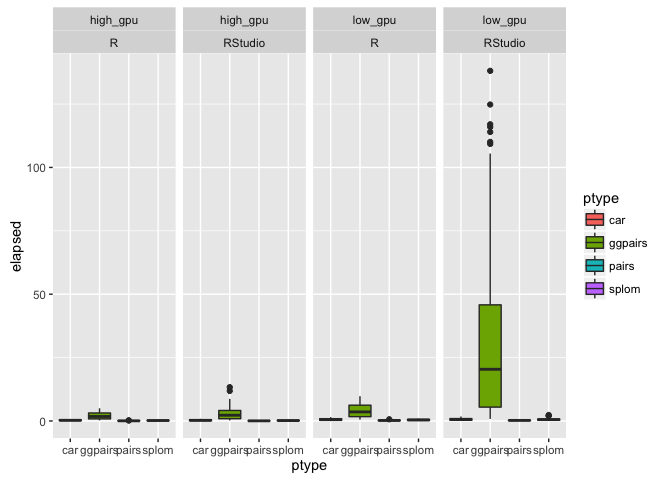 high_gpu high_gpu low_gpu low_gpu
R RStudio R RStudio
100
50
0
elapsed
car ggpairs pairs splom car ggpairs pairs splom car ggpairs pairs splom car ggpairs pairs splom
ptype
ptype
car
ggpairs
pairs
splom